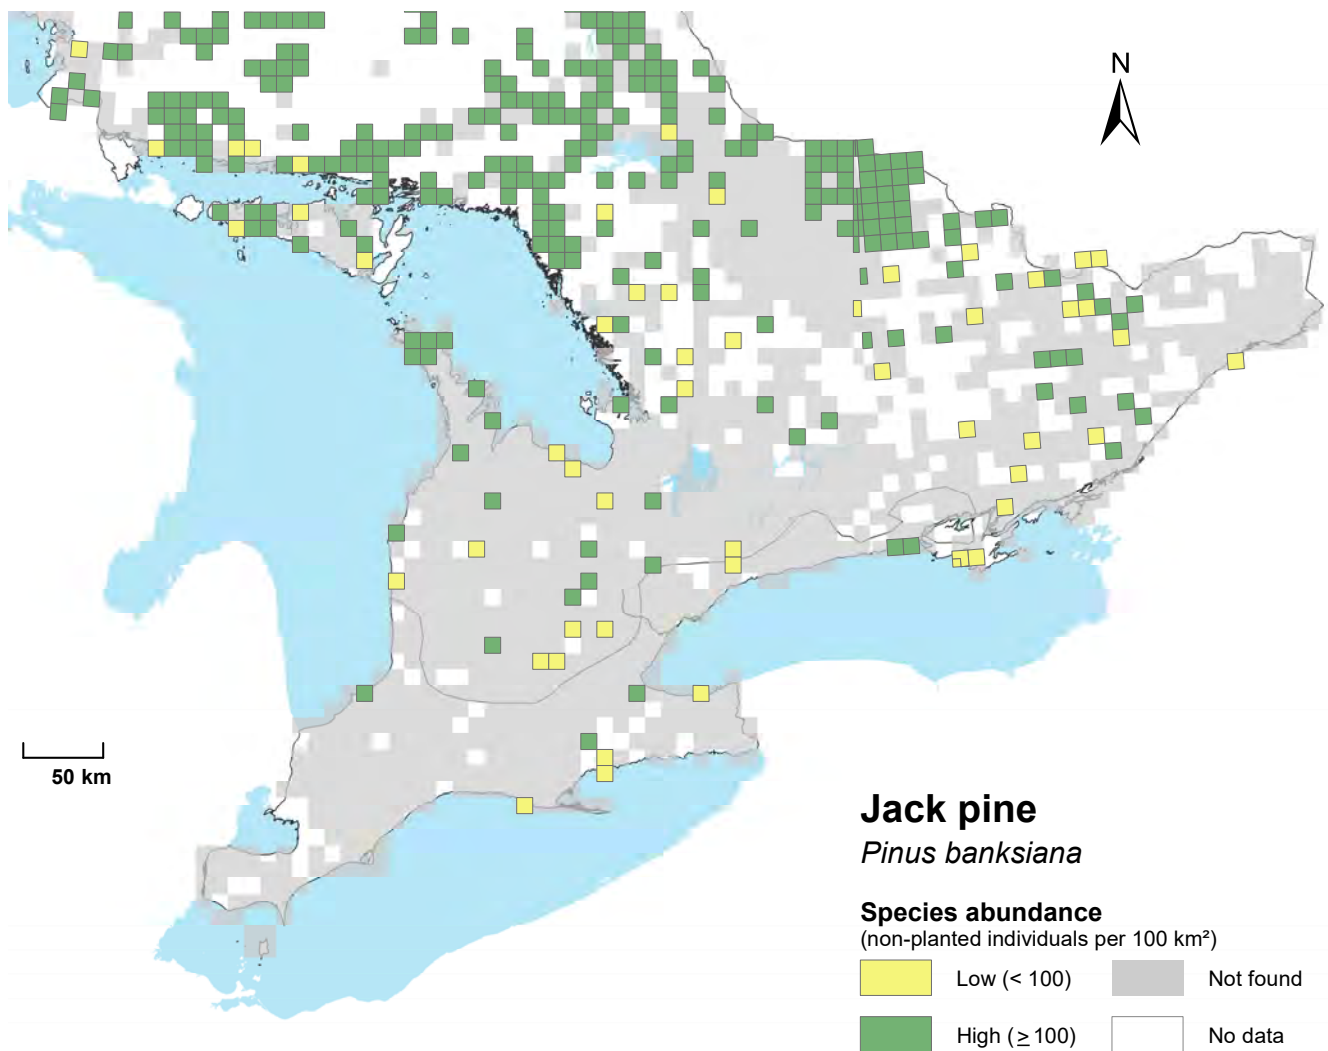 N
50 km
Jack pine
Pinus banksiana
Species abundance
(non-planted individuals per 100 km²)
Low (< 100)
Not found
High (≥ 100)
No data